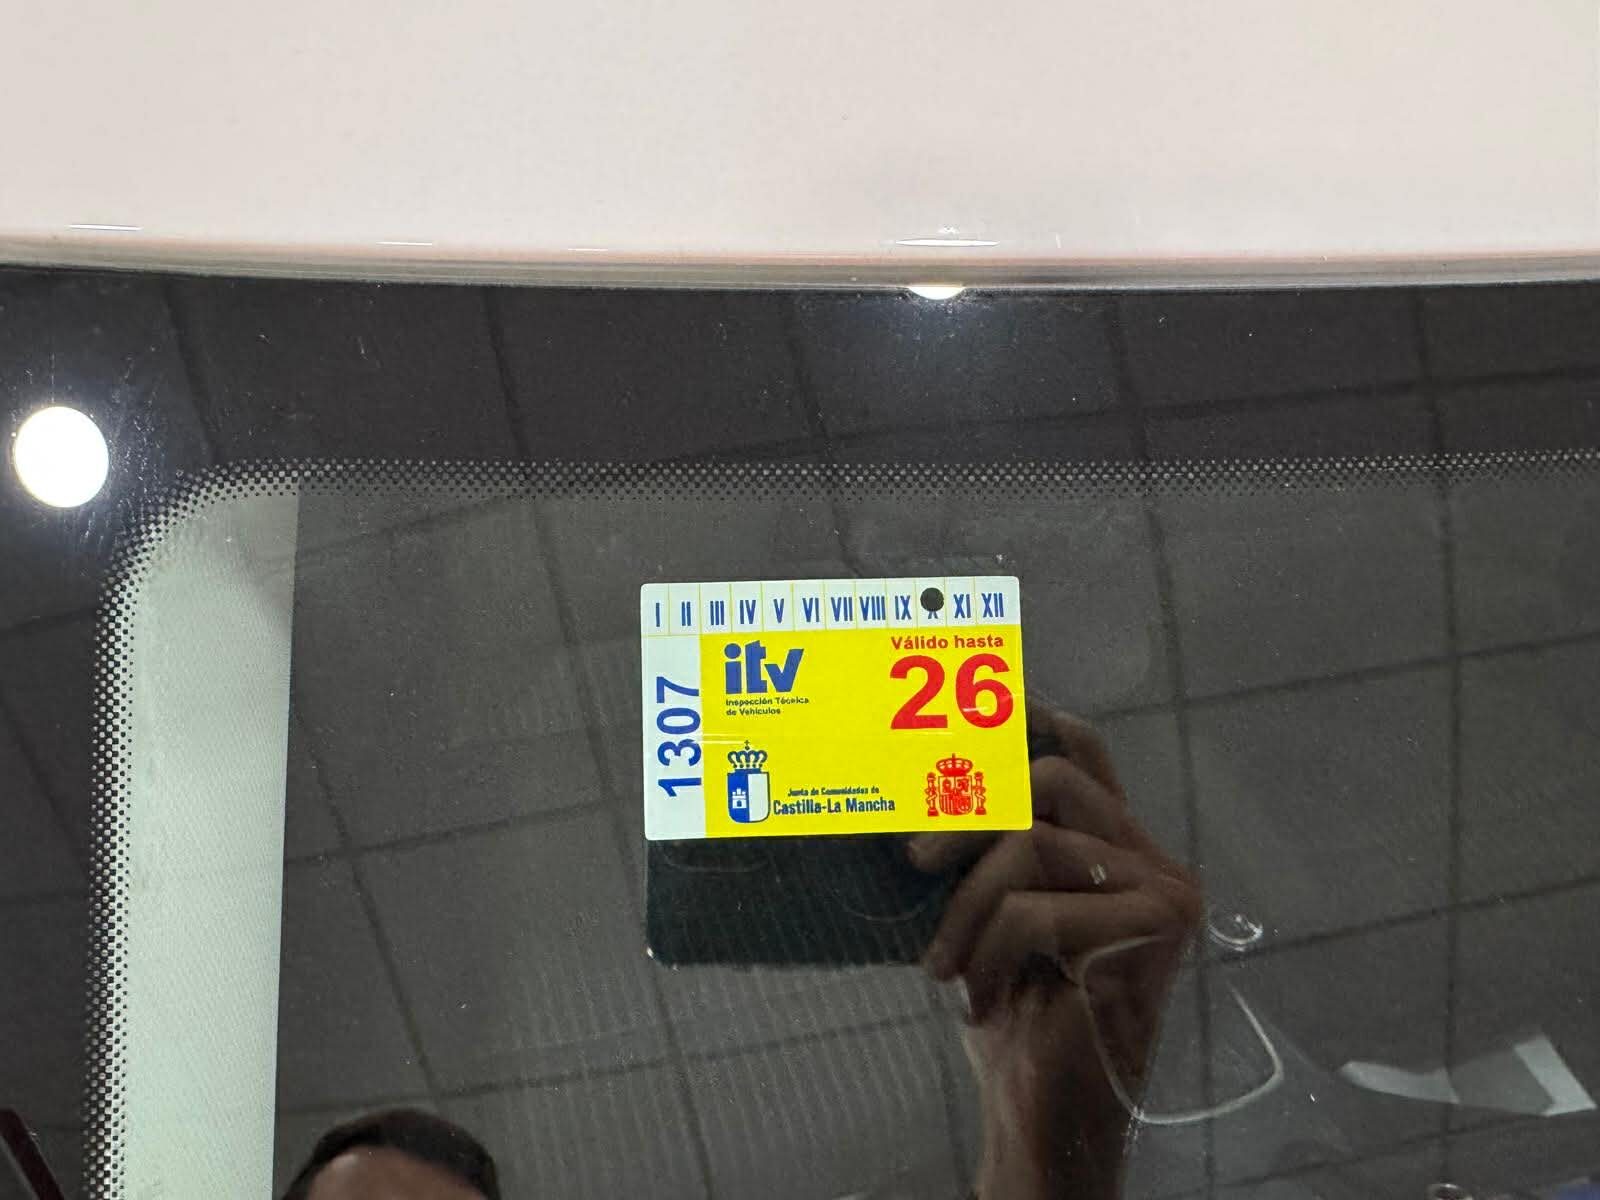 I II III IV V VI VII VIII IX X XI XII
1307
itv
Inspección Técnica
de Vehículos
Válido hasta
26
Junta de Comunidades de
Castilla-La Mancha